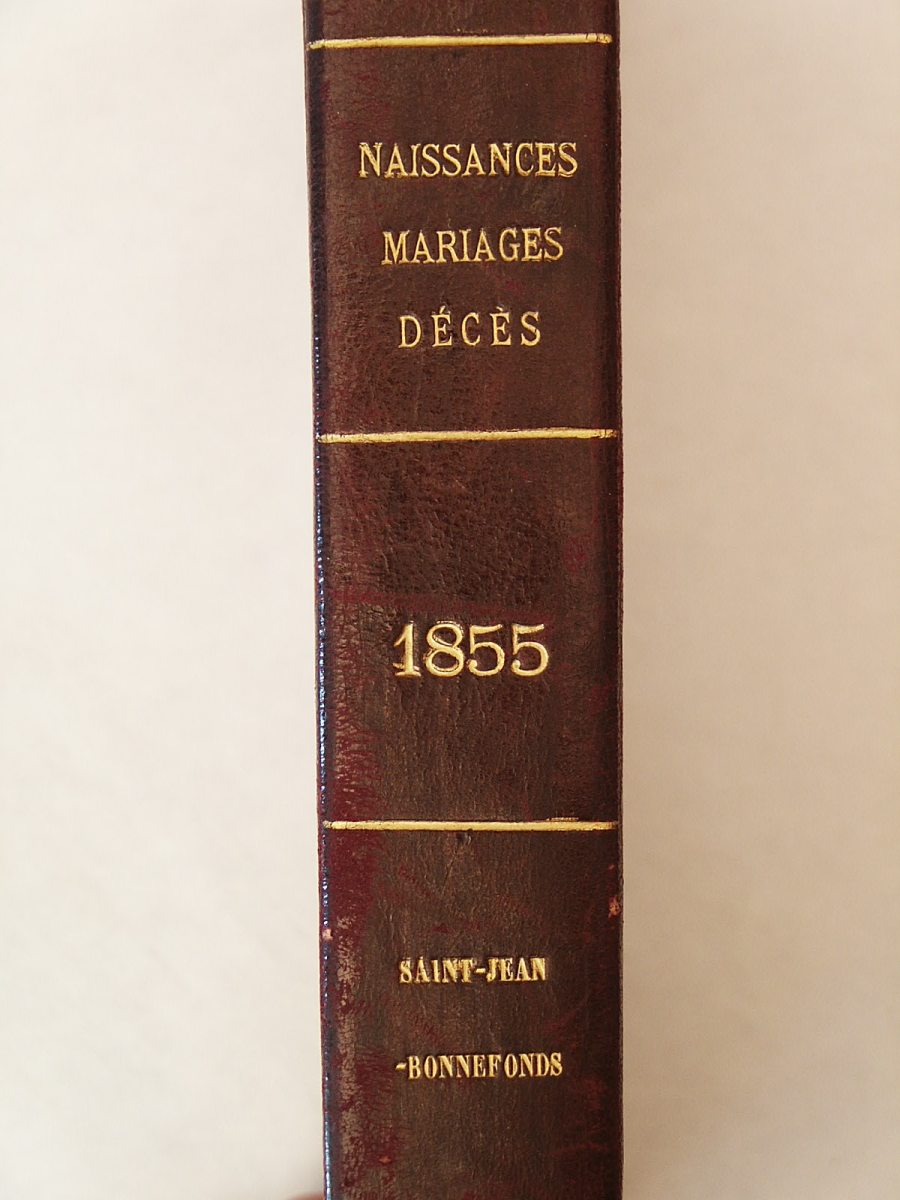 NAISSANCES
MARIAGES
DÉCÈS
1855
SAINT-JEAN
-BONNEFONDS